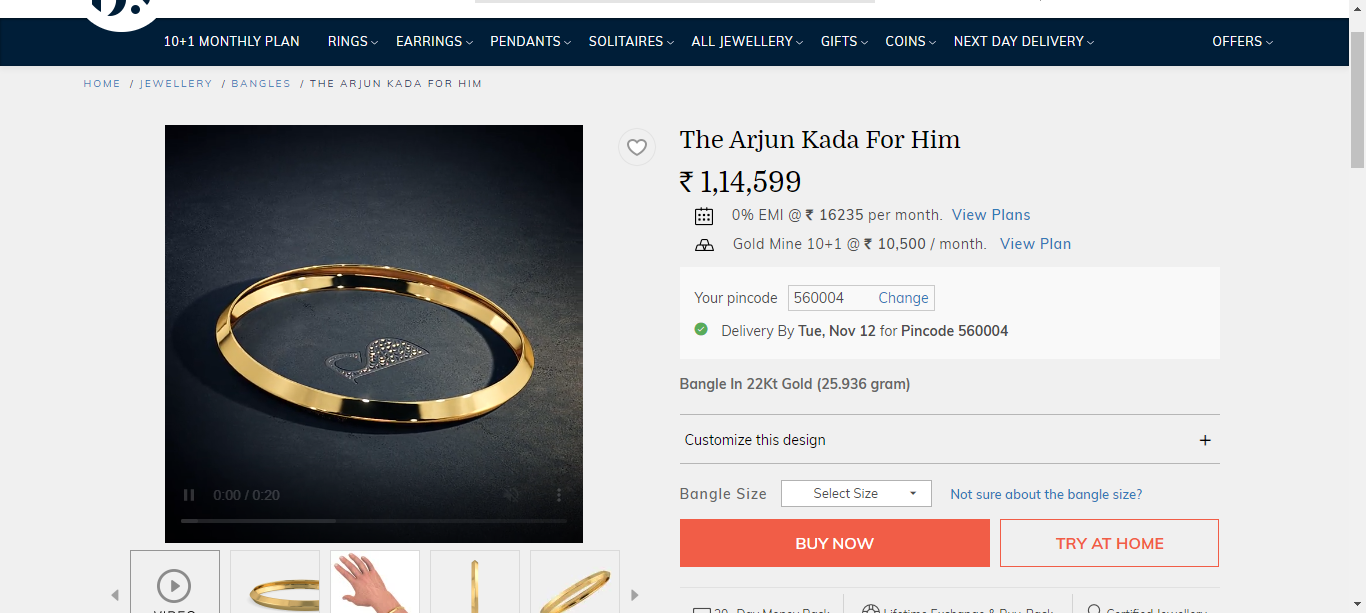 10+1 MONTHLY PLAN RINGS EARRINGS PENDANTS SOLITAIRES ALL JEWELLERY GIFTS COINS NEXT DAY DELIVERY OFFERS
HOME / JEWELLERY / BANGLES / THE ARJUN KADA FOR HIM
The Arjun Kada For Him
₹ 1,14,599
0% EMI @ ₹ 16235 per month. View Plans
Gold Mine 10+1 @ ₹ 10,500 / month. View Plan
Your pincode 560004 Change
Delivery By Tue, Nov 12 for Pincode 560004
Bangle In 22Kt Gold (25.936 gram)
Customize this design +
Bangle Size Select Size Not sure about the bangle size?
0:00 / 0:20
BUY NOW TRY AT HOME
VIDEO
30 -Day Money Back Lifetime Exchange & Buy-Back Certified Jewellery